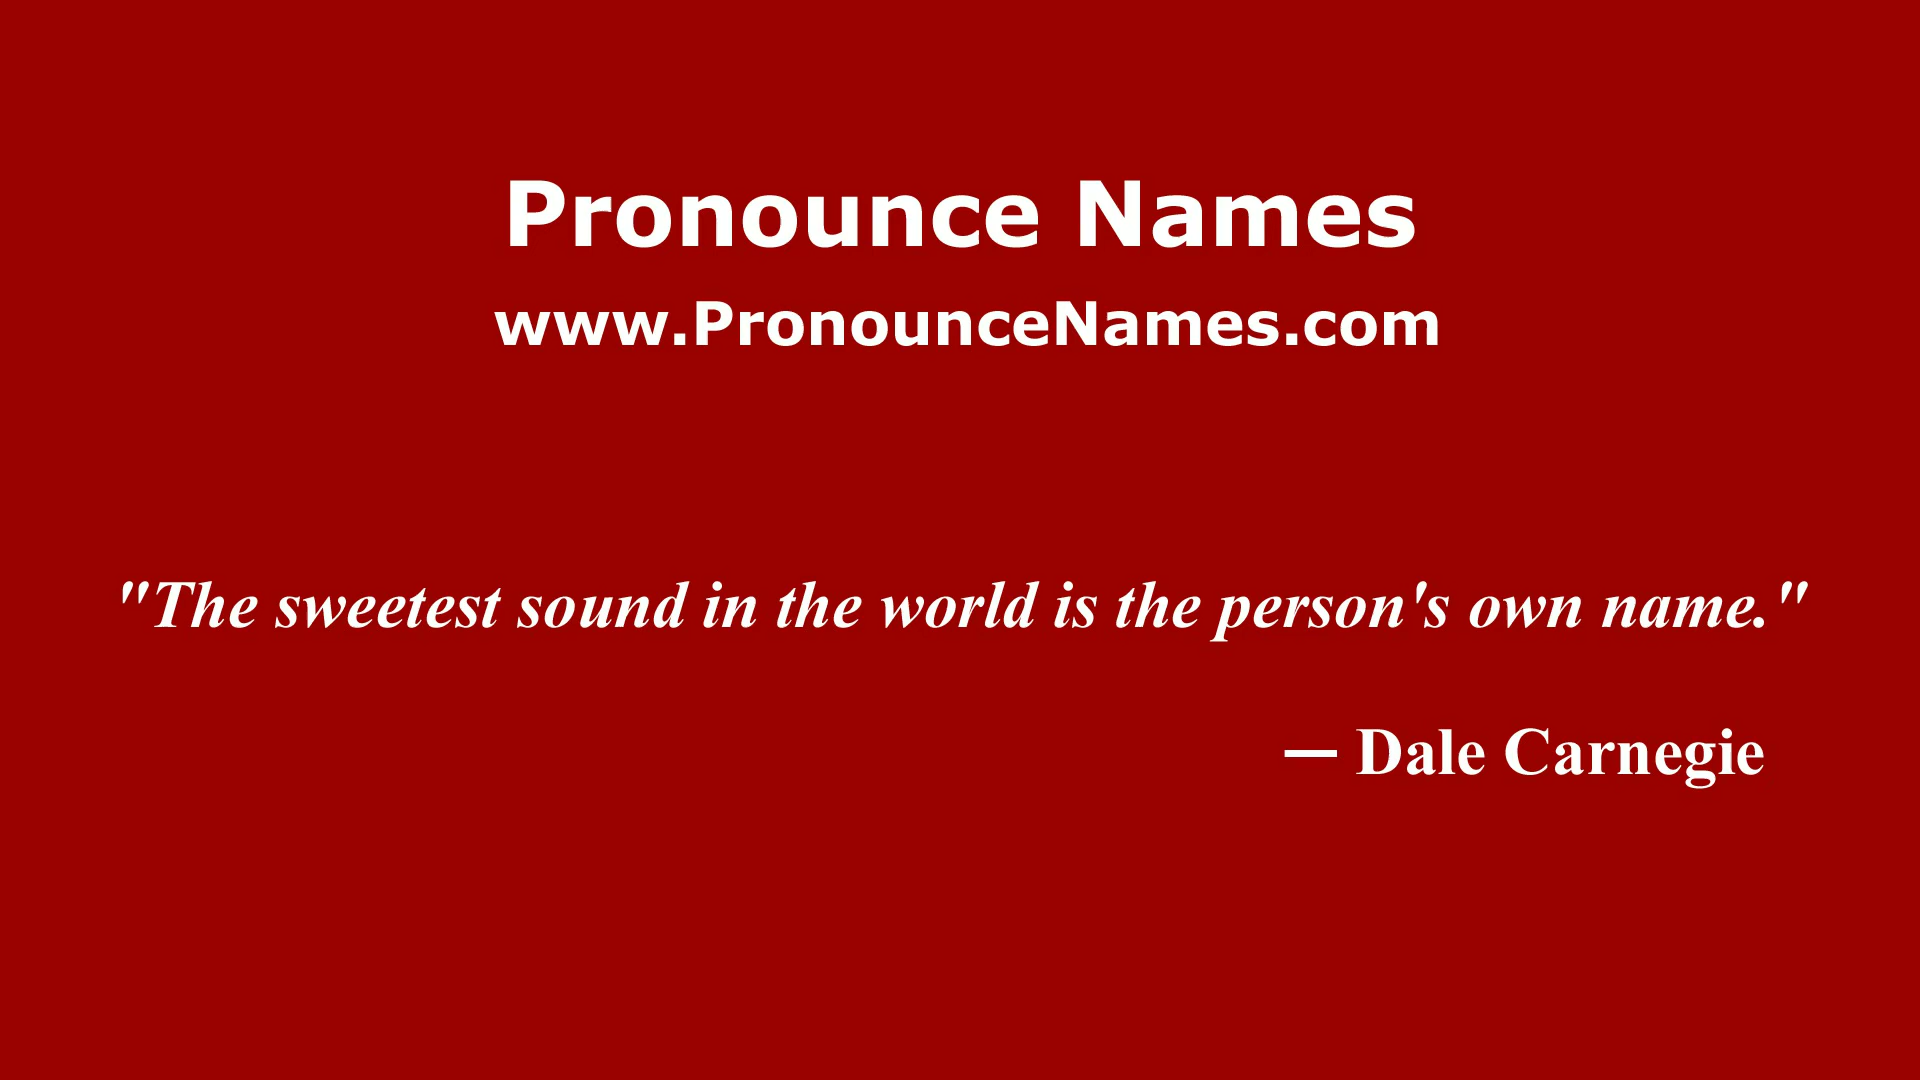 Pronounce Names
www.PronounceNames.com
"The sweetest sound in the world is the person's own name."
— Dale Carnegie